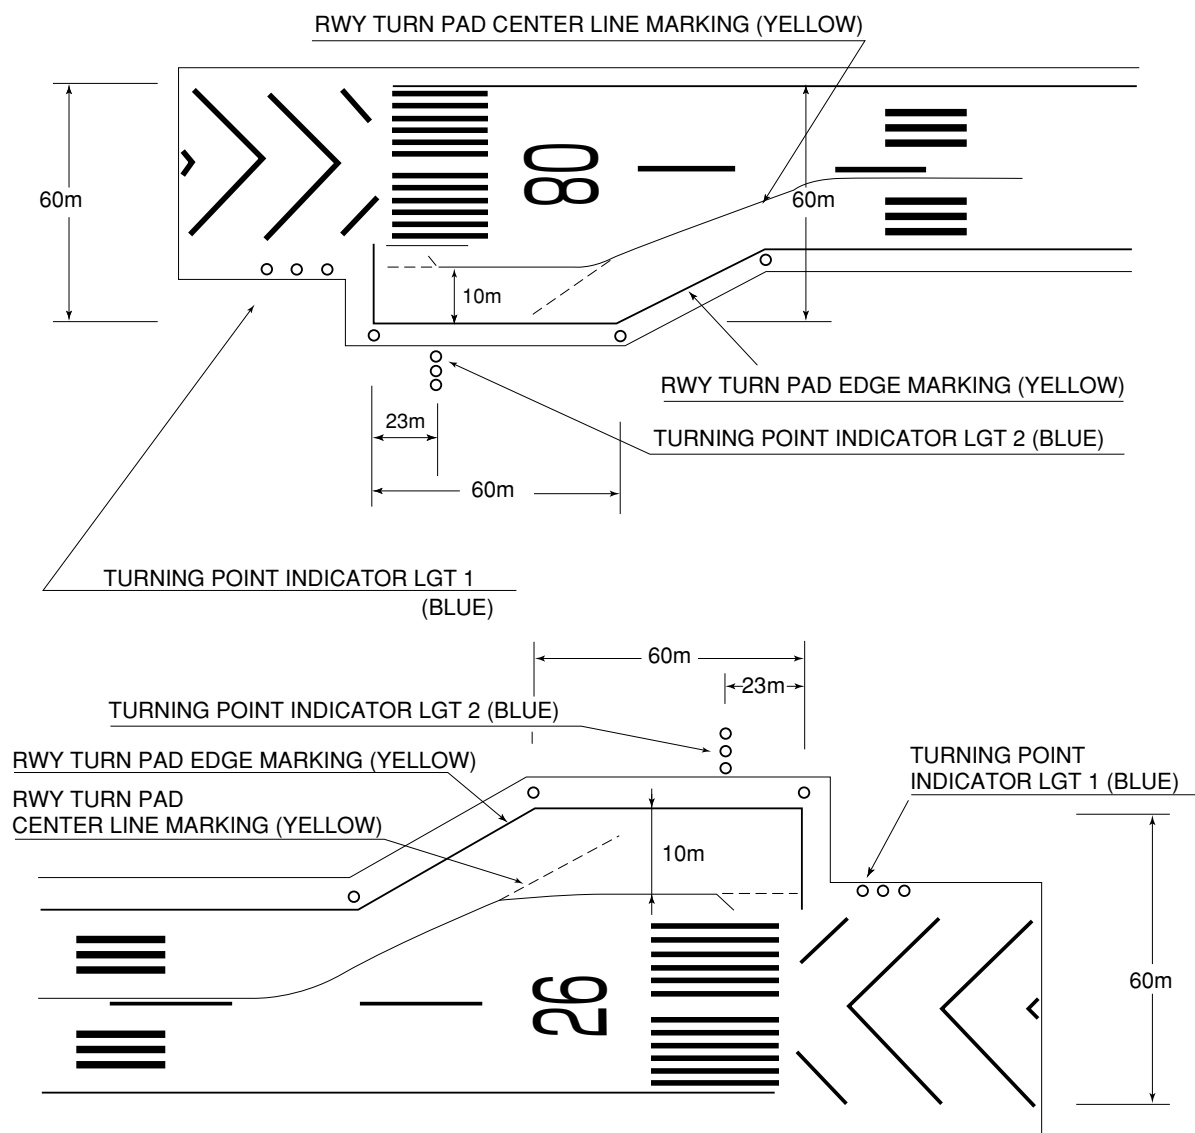 RWY TURN PAD CENTER LINE MARKING (YELLOW)
60m
08
60m
10m
RWY TURN PAD EDGE MARKING (YELLOW)
23m
TURNING POINT INDICATOR LGT 2 (BLUE)
60m
TURNING POINT INDICATOR LGT 1
(BLUE)
60m
23m
TURNING POINT INDICATOR LGT 2 (BLUE)
RWY TURN PAD EDGE MARKING (YELLOW)
TURNING POINT
INDICATOR LGT 1 (BLUE)
RWY TURN PAD
CENTER LINE MARKING (YELLOW)
10m
60m
26